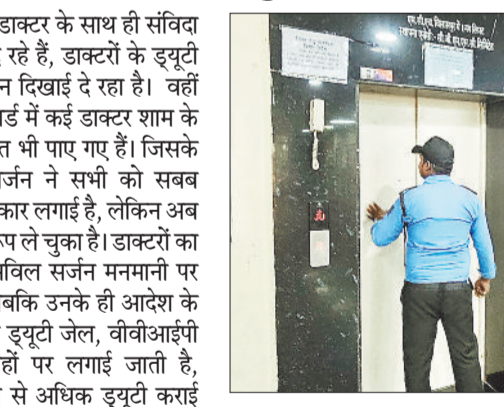 डाक्टर के साथ ही संविदा
रहे हैं, डाक्टरों के ड्यूटी
न दिखाई दे रहा है। वहीं
र्ड में कई डाक्टर शाम के
त भी पाए गए हैं। जिसके
र्जन ने सभी को सबब
कार लगाई है, लेकिन अब
रूप ले चुका है। डाक्टरों का
सविल सर्जन मनमानी पर
बकि उनके ही आदेश के
ड्यूटी जेल, वीवीआईपी
हों पर लगाई जाती है,
से अधिक ड्यूटी कराई